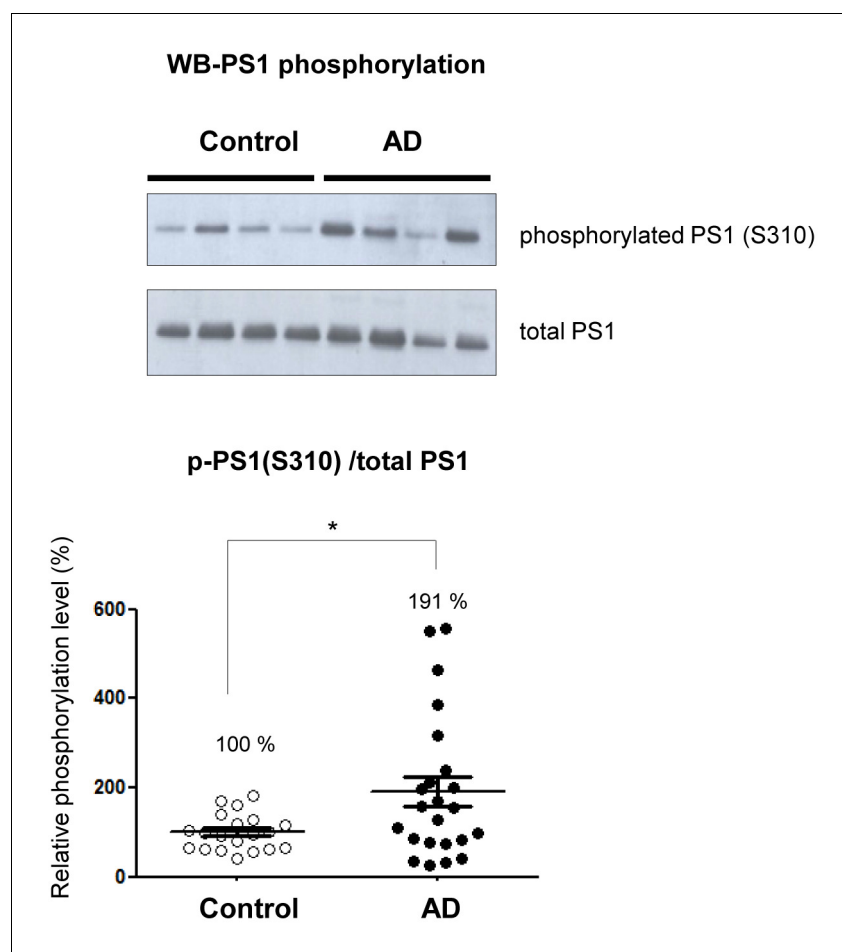 WB-PS1 phosphorylation
Control AD
phosphorylated PS1 (S310)
total PS1
p-PS1(S310) /total PS1
*
191 %
100 %
Relative phosphorylation level (%)
600
400
200
0
Control AD